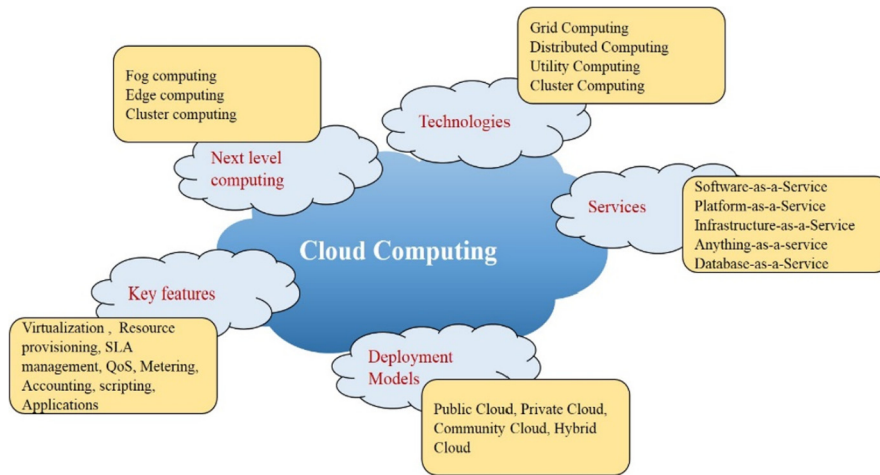 Grid Computing
Distributed Computing
Utility Computing
Cluster Computing
Technologies
Fog computing
Edge computing
Cluster computing
Next level
computing
Software-as-a-Service
Platform-as-a-Service
Infrastructure-as-a-Service
Anything-as-a-service
Database-as-a-Service
Services
Cloud Computing
Key features
Virtualization , Resource
provisioning, SLA
management, QoS, Metering,
Accounting, scripting,
Applications
Deployment
Models
Public Cloud, Private Cloud,
Community Cloud, Hybrid
Cloud